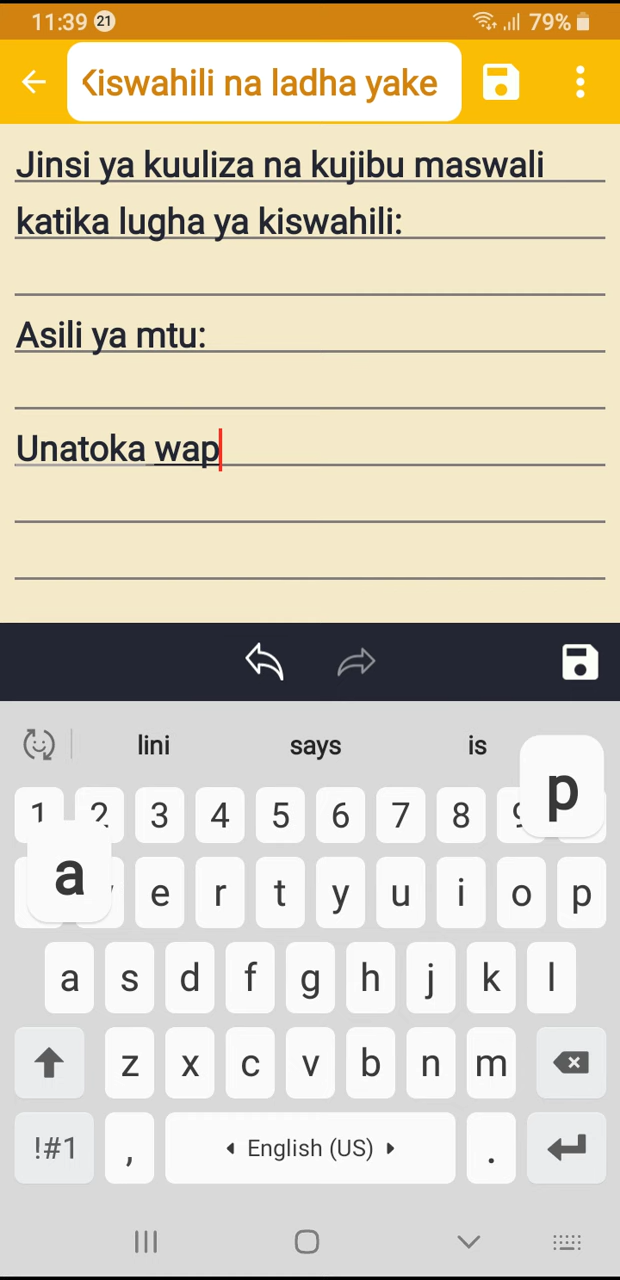 11:39 21 79%
Kiswahili na ladha yake
Jinsi ya kuuliza na kujibu maswali
katika lugha ya kiswahili:
Asili ya mtu:
Unatoka wap
lini says is
p
1 2 3 4 5 6 7 8 9
a
e r t y u i o p
a s d f g h j k l
z x c v b n m
!#1 , English (US) .